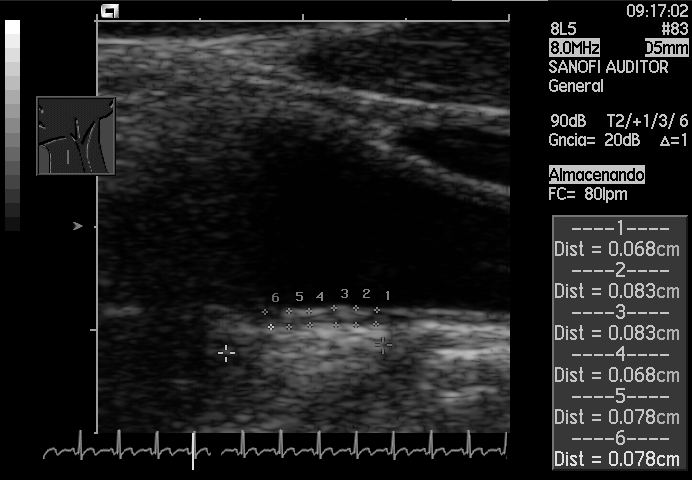 09:17:02
8L5 #83
8.0MHz D5mm
SANOFI AUDITOR
General
90dB T2/+1/3/ 6
Gncia= 20dB Δ=1
Almacenando
FC= 80lpm
----1----
Dist = 0.068cm
----2----
Dist = 0.083cm
----3----
Dist = 0.083cm
----4----
Dist = 0.068cm
----5----
Dist = 0.078cm
----6----
Dist = 0.078cm
6 5 4 3 2 1